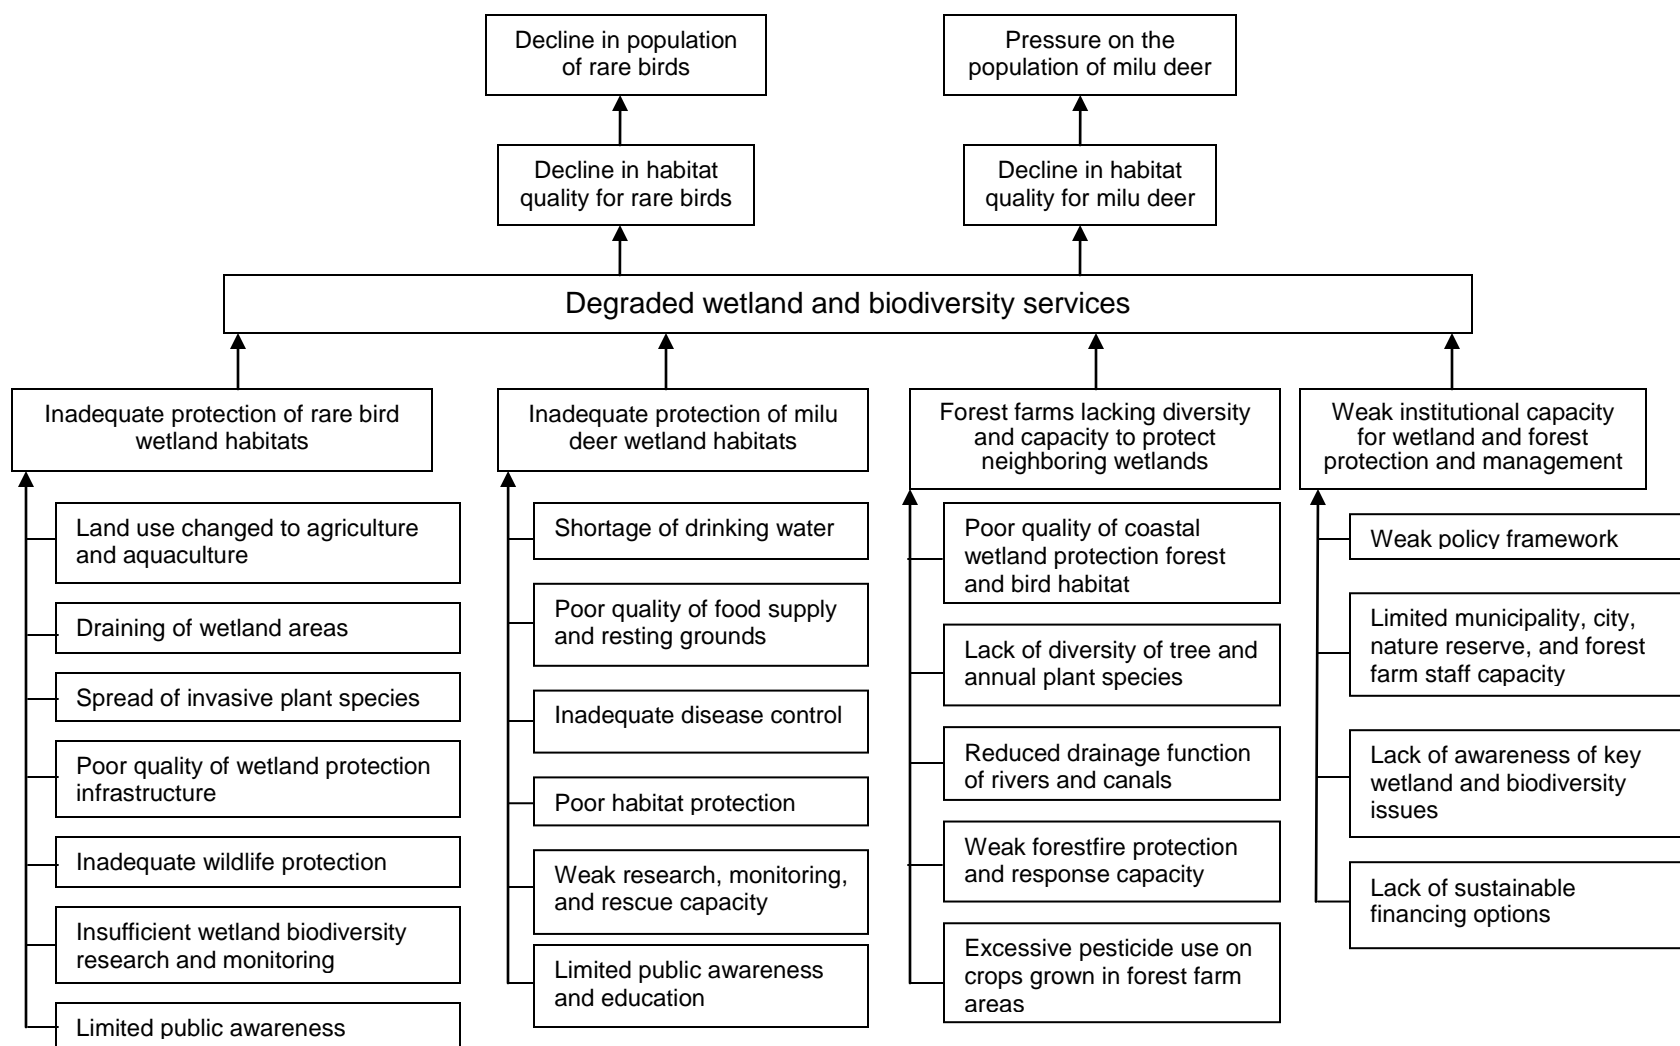 Decline in population
of rare birds
Pressure on the
population of milu deer
Decline in habitat
quality for rare birds
Decline in habitat
quality for milu deer
Degraded wetland and biodiversity services
Inadequate protection of rare bird
wetland habitats
Land use changed to agriculture
and aquaculture
Draining of wetland areas
Spread of invasive plant species
Poor quality of wetland protection
infrastructure
Inadequate wildlife protection
Insufficient wetland biodiversity
research and monitoring
Limited public awareness
Inadequate protection of milu
deer wetland habitats
Shortage of drinking water
Poor quality of food supply
and resting grounds
Inadequate disease control
Poor habitat protection
Weak research, monitoring,
and rescue capacity
Limited public awareness
and education
Forest farms lacking diversity
and capacity to protect
neighboring wetlands
Poor quality of coastal
wetland protection forest
and bird habitat
Lack of diversity of tree and
annual plant species
Reduced drainage function
of rivers and canals
Weak forestfire protection
and response capacity
Excessive pesticide use on
crops grown in forest farm
areas
Weak institutional capacity
for wetland and forest
protection and management
Weak policy framework
Limited municipality, city,
nature reserve, and forest
farm staff capacity
Lack of awareness of key
wetland and biodiversity
issues
Lack of sustainable
financing options